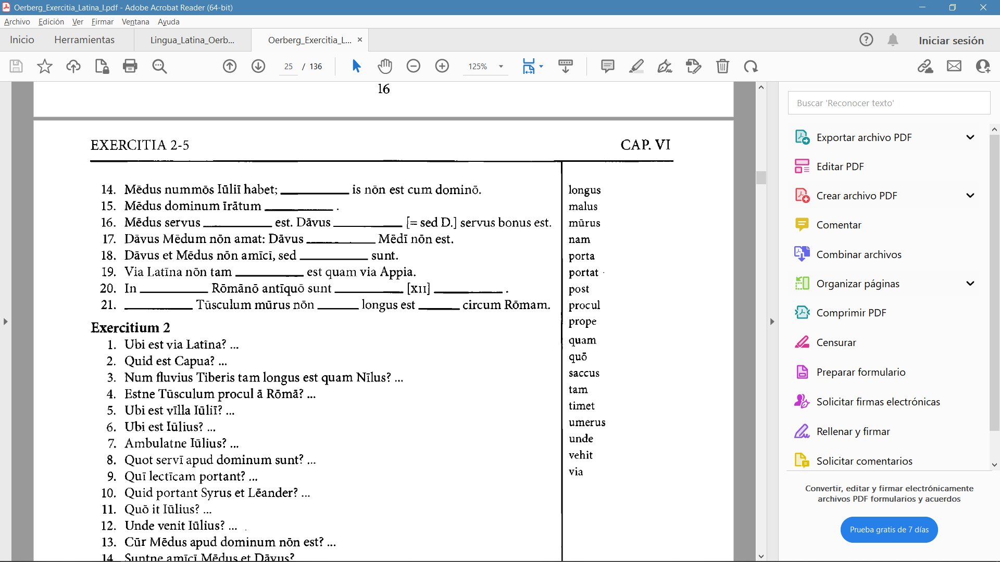 Oerberg_Exercitia_Latina_I.pdf - Adobe Acrobat Reader (64-bit)
Archivo Edición Ver Firmar Ventana Ayuda
Inicio Herramientas Lingua_Latina_Oerb... Oerberg_Exercitia_L... × Iniciar sesión
25 / 136 125%
16
EXERCITIA 2-5 CAP. VI
14. Mēdus nummōs Iūliī habet; __________ is nōn est cum dominō.
15. Mēdus dominum īrātum __________ .
16. Mēdus servus __________ est. Dāvus __________ [= sed D.] servus bonus est.
17. Dāvus Mēdum nōn amat: Dāvus __________ Mēdī nōn est.
18. Dāvus et Mēdus nōn amīcī, sed __________ sunt.
19. Via Latīna nōn tam __________ est quam via Appia.
20. In __________ Rōmānō antīquō sunt __________ [XII] __________ .
21. __________ Tūsculum mūrus nōn ______ longus est ______ circum Rōmam.
Exercitium 2
1. Ubi est via Latīna? ...
2. Quid est Capua? ...
3. Num fluvius Tiberis tam longus est quam Nīlus? ...
4. Estne Tūsculum procul ā Rōmā? ...
5. Ubi est vīlla Iūliī? ...
6. Ubi est Iūlius? ...
7. Ambulatne Iūlius? ...
8. Quot servī apud dominum sunt? ...
9. Quī lectīcam portant? ...
10. Quid portant Syrus et Lēander? ...
11. Quō it Iūlius? ...
12. Unde venit Iūlius? ...
13. Cūr Mēdus apud dominum nōn est? ...
14. Suntne amīcī Mēdus et Dāvus?
longus
malus
mūrus
nam
porta
portat
post
procul
prope
quam
quō
saccus
tam
timet
umerus
unde
vehit
via
Buscar 'Reconocer texto'
Exportar archivo PDF
Editar PDF
Crear archivo PDF
Comentar
Combinar archivos
Organizar páginas
Comprimir PDF
Censurar
Preparar formulario
Solicitar firmas electrónicas
Rellenar y firmar
Solicitar comentarios
Convertir, editar y firmar electrónicamente
archivos PDF formularios y acuerdos
Prueba gratis de 7 días